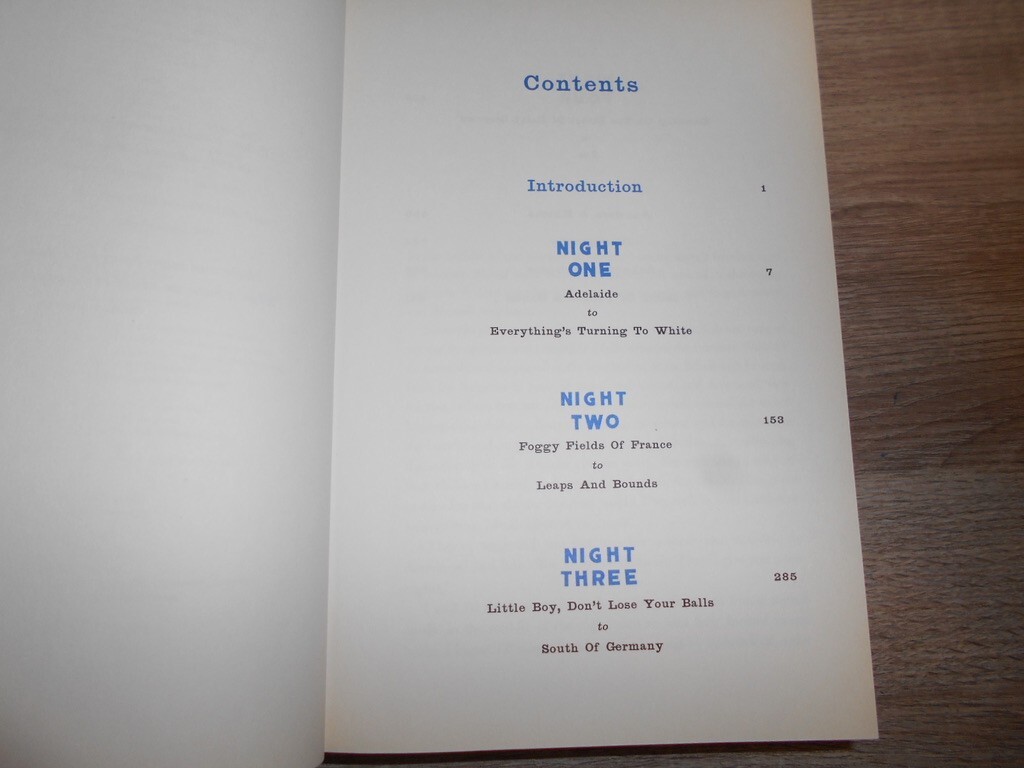 Contents
Introduction 1
NIGHT
ONE 7
Adelaide
to
Everything's Turning To White
NIGHT
TWO 153
Foggy Fields Of France
to
Leaps And Bounds
NIGHT
THREE 285
Little Boy, Don't Lose Your Balls
to
South Of Germany